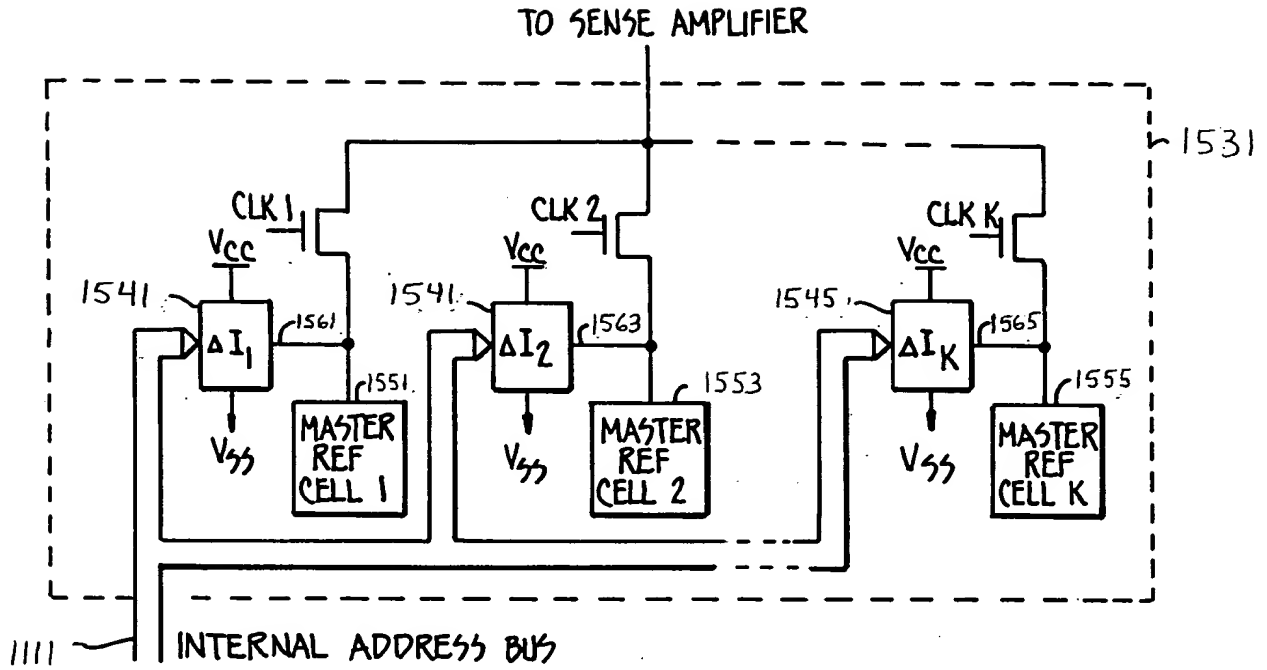 TO SENSE AMPLIFIER
1531
CLK 1
CLK 2
CLK K
VCC
VCC
VCC
1541
1541
1545
ΔI1
1561
ΔI2
1563
ΔIK
1565
1551
1553
1555
VSS
VSS
VSS
MASTER
REF
CELL 1
MASTER
REF
CELL 2
MASTER
REF
CELL K
1111
INTERNAL ADDRESS BUS